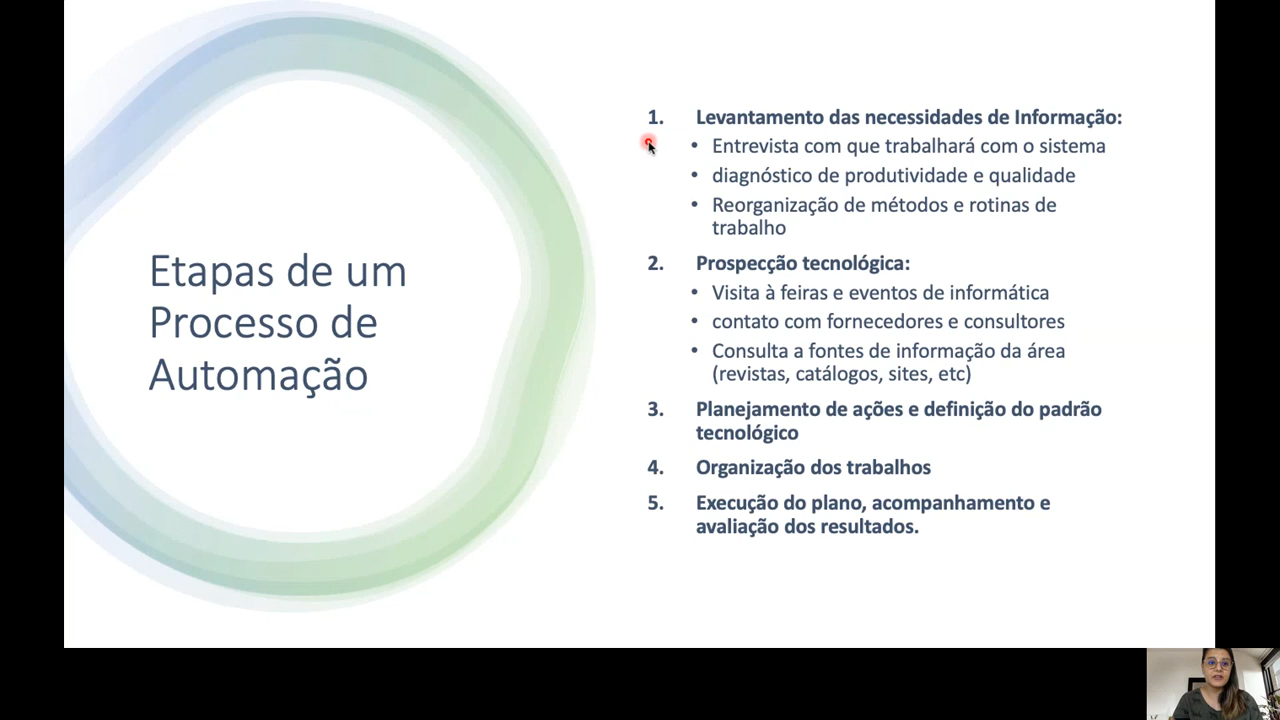 Etapas de um
Processo de
Automação
1. Levantamento das necessidades de Informação:
• Entrevista com que trabalhará com o sistema
• diagnóstico de produtividade e qualidade
• Reorganização de métodos e rotinas de
trabalho
2. Prospecção tecnológica:
• Visita à feiras e eventos de informática
• contato com fornecedores e consultores
• Consulta a fontes de informação da área
(revistas, catálogos, sites, etc)
3. Planejamento de ações e definição do padrão
tecnológico
4. Organização dos trabalhos
5. Execução do plano, acompanhamento e
avaliação dos resultados.